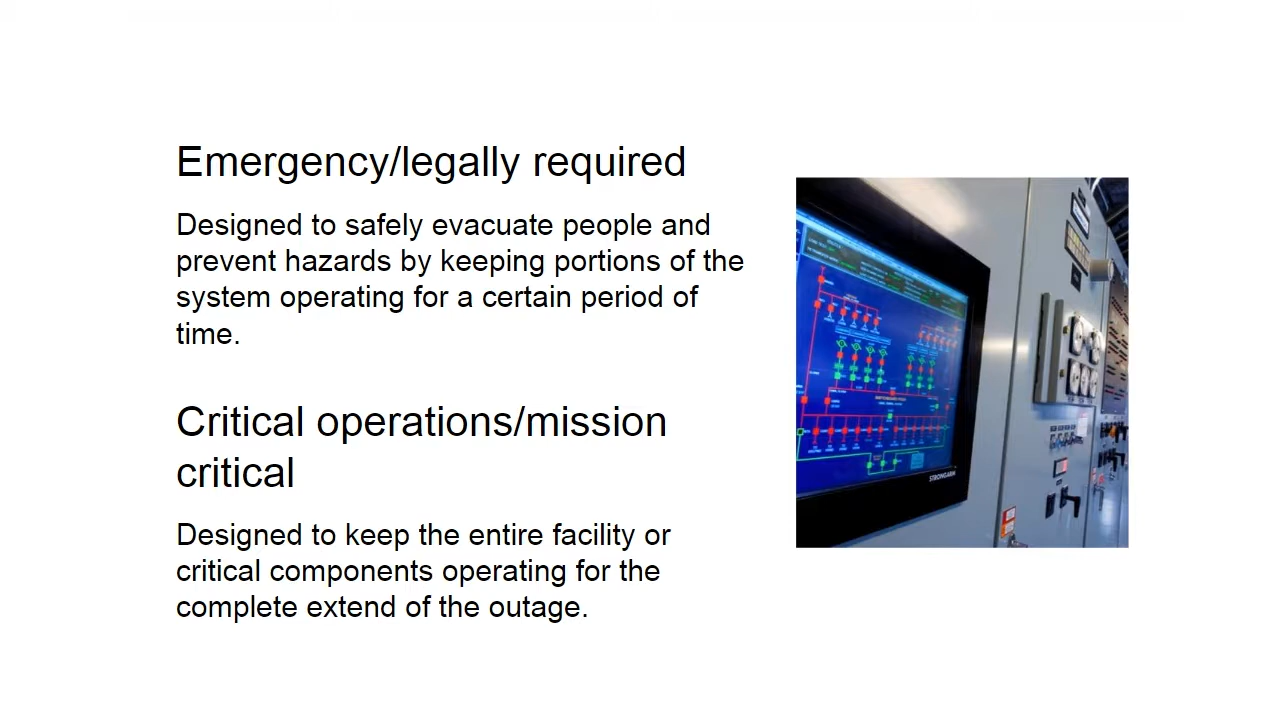 Emergency/legally required
Designed to safely evacuate people and
prevent hazards by keeping portions of the
system operating for a certain period of
time.
Critical operations/mission
critical
Designed to keep the entire facility or
critical components operating for the
complete extend of the outage.
STRONGARM